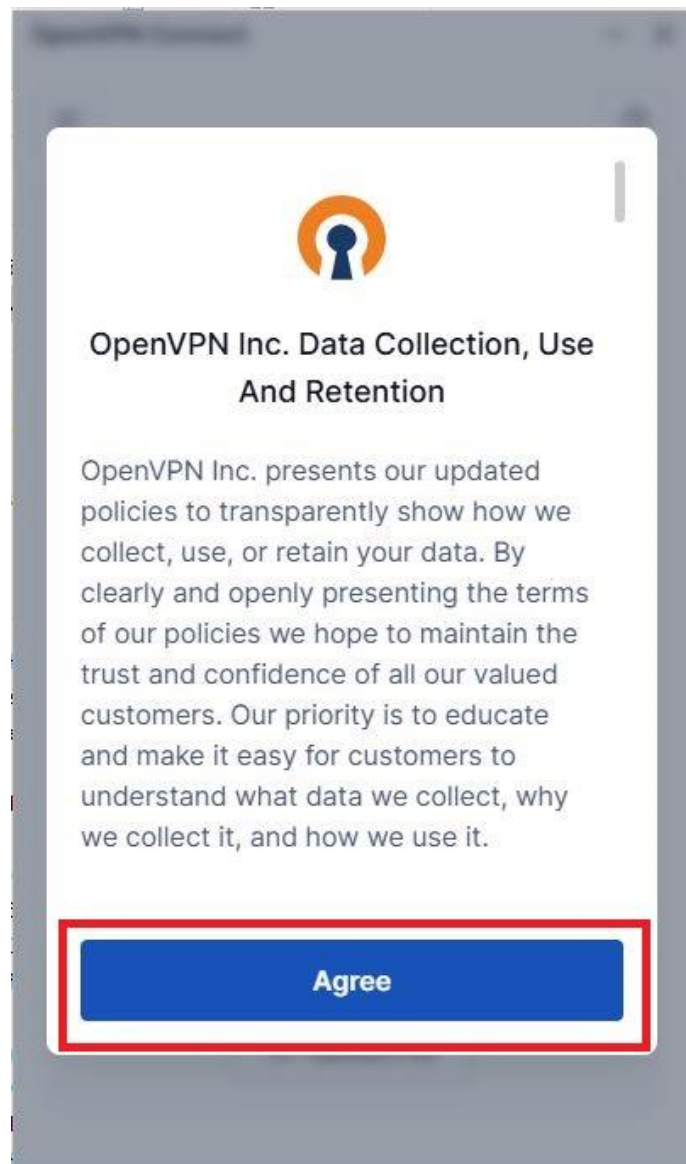 OpenVPN Inc. Data Collection, Use
And Retention
OpenVPN Inc. presents our updated
policies to transparently show how we
collect, use, or retain your data. By
clearly and openly presenting the terms
of our policies we hope to maintain the
trust and confidence of all our valued
customers. Our priority is to educate
and make it easy for customers to
understand what data we collect, why
we collect it, and how we use it.
Agree